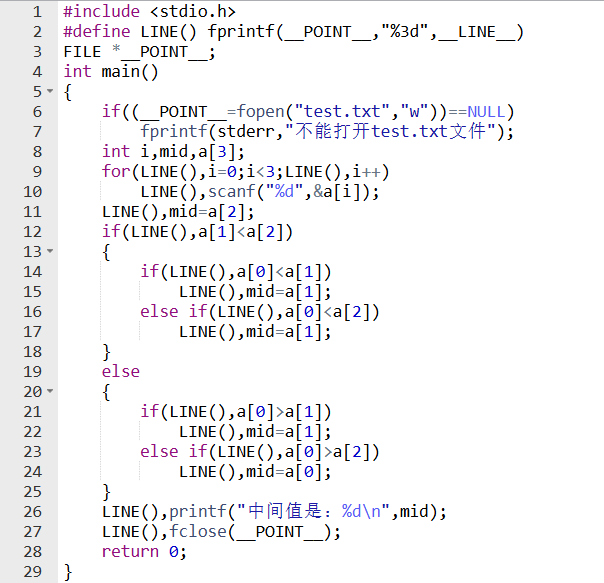 1 #include <stdio.h>
2 #define LINE() fprintf(__POINT__,"%3d",__LINE__)
3 FILE *__POINT__;
4 int main()
5 {
6     if((__POINT__=fopen("test.txt","w"))==NULL)
7         fprintf(stderr,"不能打开test.txt文件");
8     int i,mid,a[3];
9     for(LINE(),i=0;i<3;LINE(),i++)
10         LINE(),scanf("%d",&a[i]);
11     LINE(),mid=a[2];
12     if(LINE(),a[1]<a[2])
13     {
14         if(LINE(),a[0]<a[1])
15             LINE(),mid=a[1];
16         else if(LINE(),a[0]<a[2])
17             LINE(),mid=a[1];
18     }
19     else
20     {
21         if(LINE(),a[0]>a[1])
22             LINE(),mid=a[1];
23         else if(LINE(),a[0]>a[2])
24             LINE(),mid=a[0];
25     }
26     LINE(),printf("中间值是：%d\n",mid);
27     LINE(),fclose(__POINT__);
28     return 0;
29 }